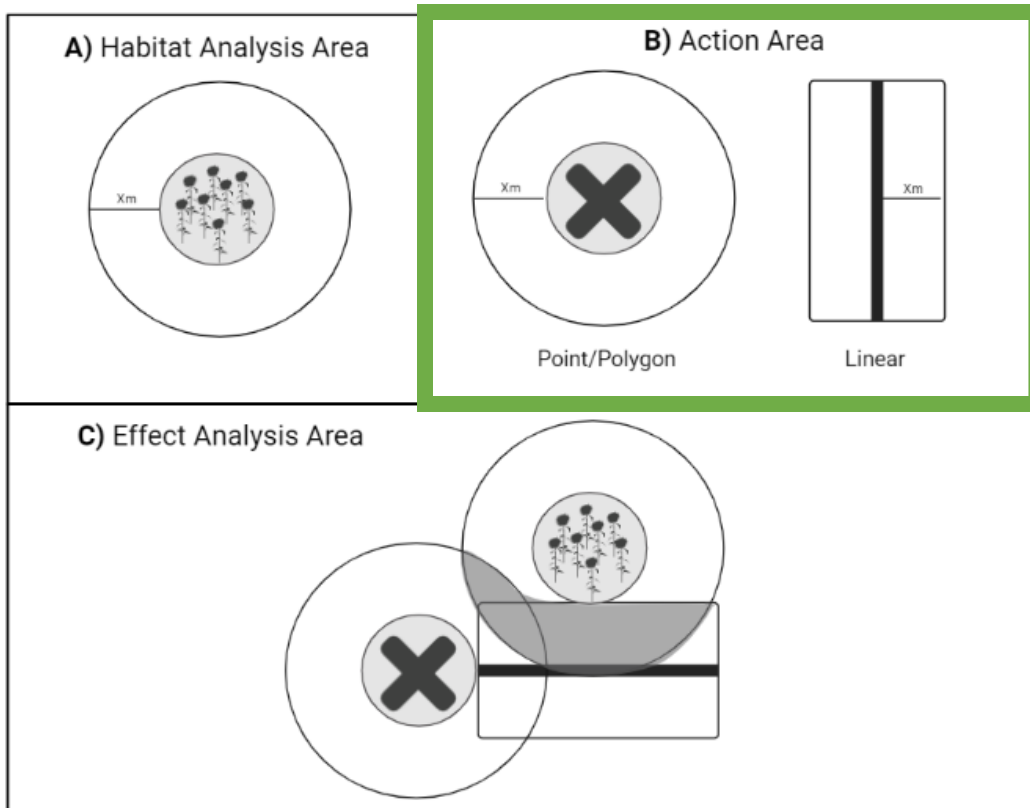 A) Habitat Analysis Area
Xm
B) Action Area
Xm
Xm
Point/Polygon
Linear
C) Effect Analysis Area